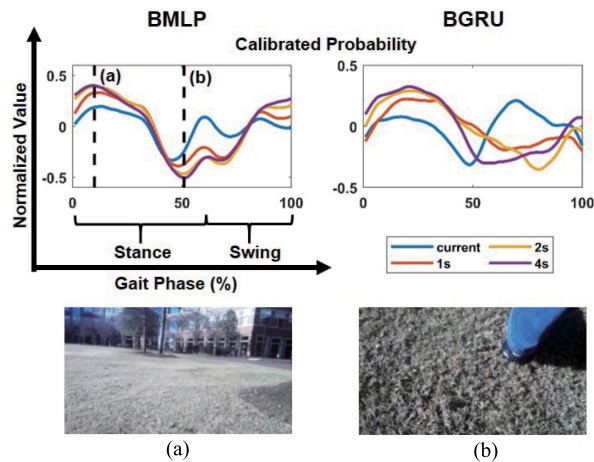 BMLP BGRU
Calibrated Probability
Normalized Value
0.5
0
-0.5
(a) (b)
0 50 100
Stance Swing
Gait Phase (%)
0.5
0
-0.5
0 50 100
current 2s
1s 4s
(a) (b)